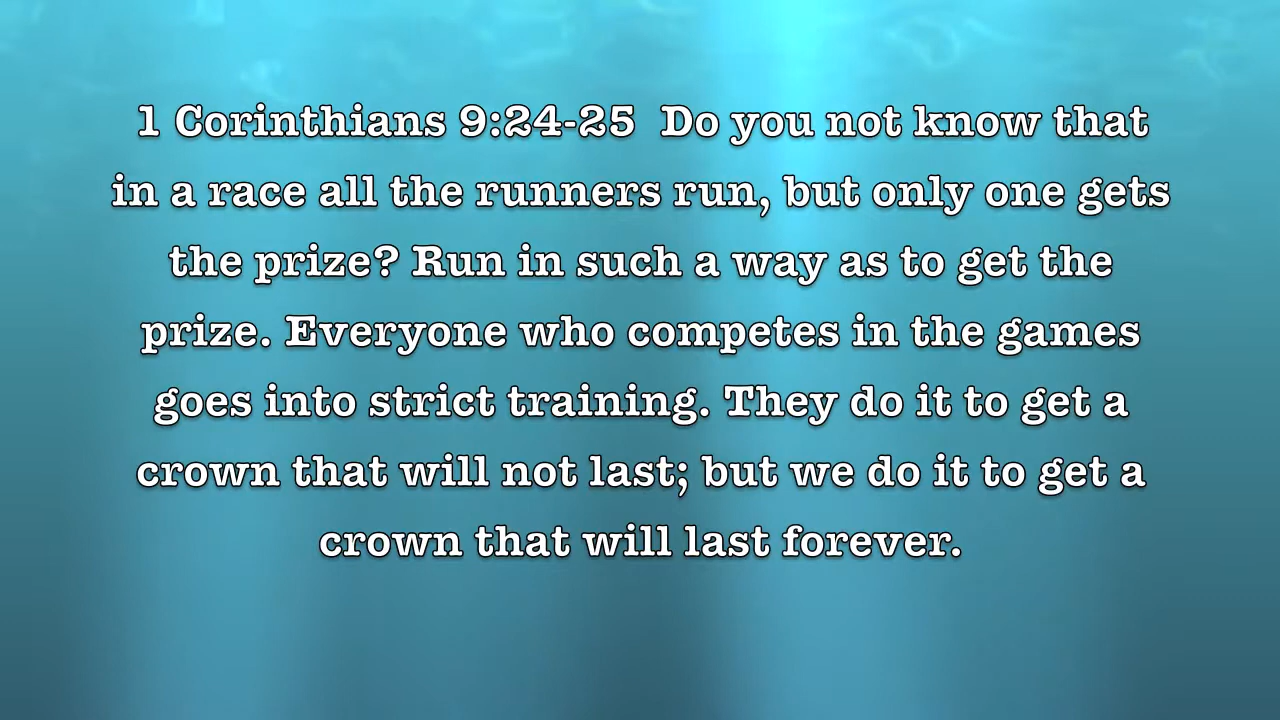 1 Corinthians 9:24-25  Do you not know that
in a race all the runners run, but only one gets
the prize? Run in such a way as to get the
prize. Everyone who competes in the games
goes into strict training. They do it to get a
crown that will not last; but we do it to get a
crown that will last forever.